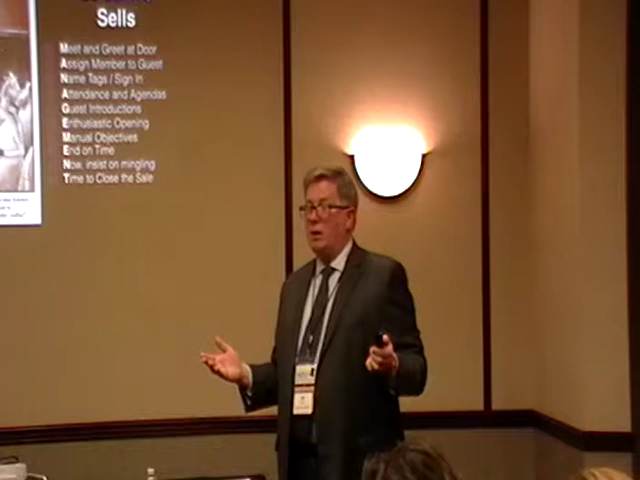 Sells
Meet and Greet at Door
Assign Member to Guest
Name Tags / Sign In
Attendance and Agendas
Guest Introductions
Enthusiastic Opening
Manual Objectives
End on Time
Now, insist on mingling
Time to Close the Sale